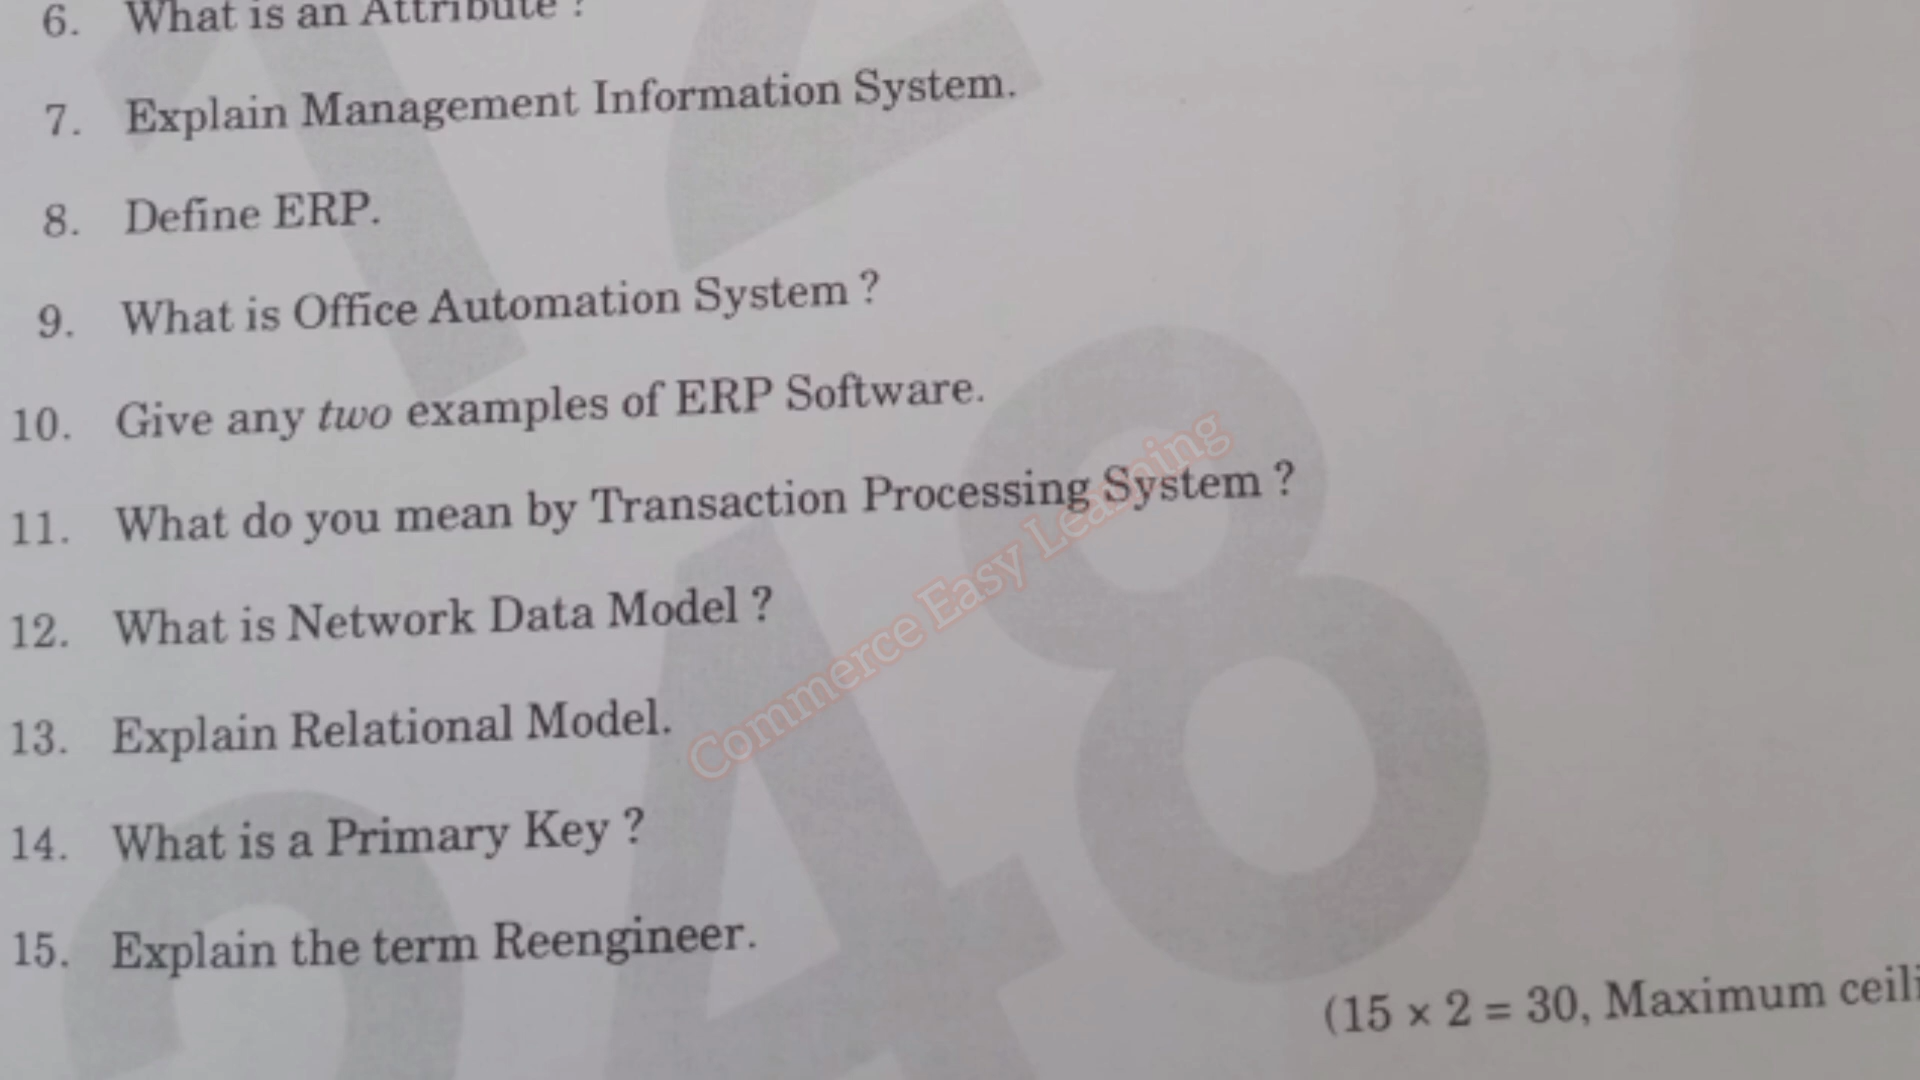 6. What is an Attribute ?
7. Explain Management Information System.
8. Define ERP.
9. What is Office Automation System ?
10. Give any two examples of ERP Software.
11. What do you mean by Transaction Processing System ?
12. What is Network Data Model ?
13. Explain Relational Model.
14. What is a Primary Key ?
15. Explain the term Reengineer.
(15 × 2 = 30, Maximum ceili
Commerce Easy Learning